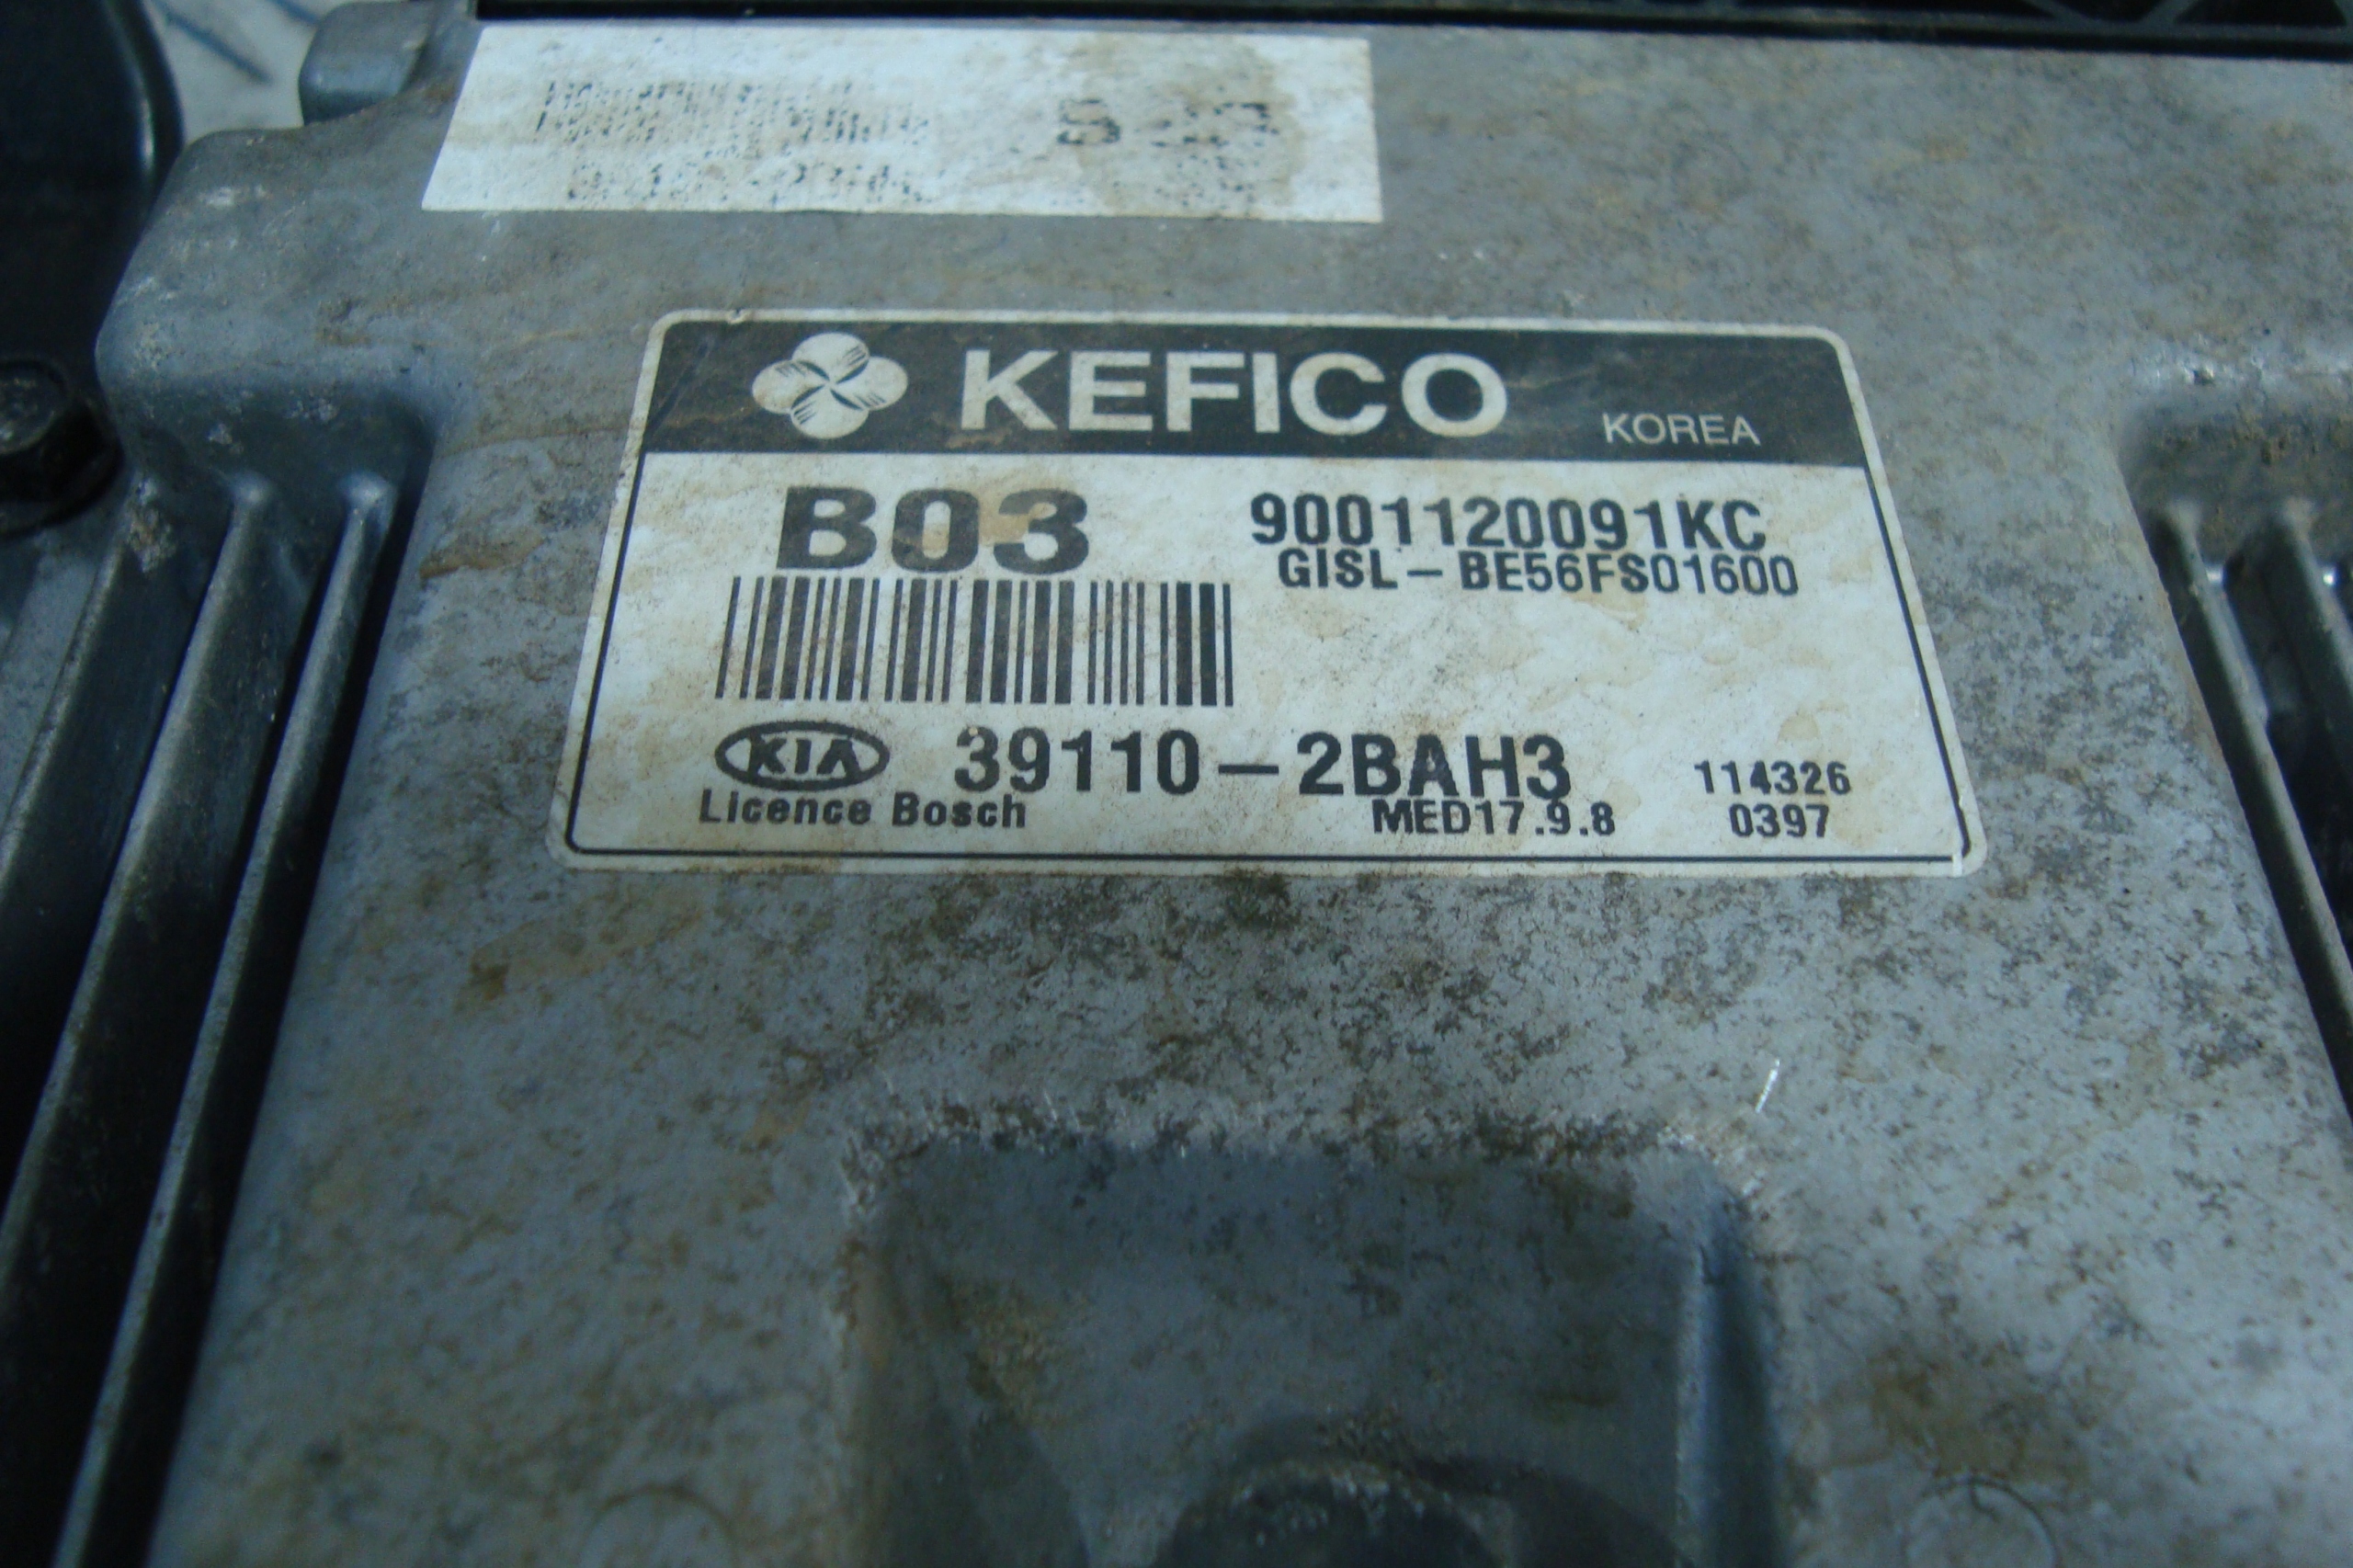 KEFICO KOREA
B03 9001120091KC
GISL-BE56FS01600
KIA 39110-2BAH3 114326
Licence Bosch MED17.9.8 0397